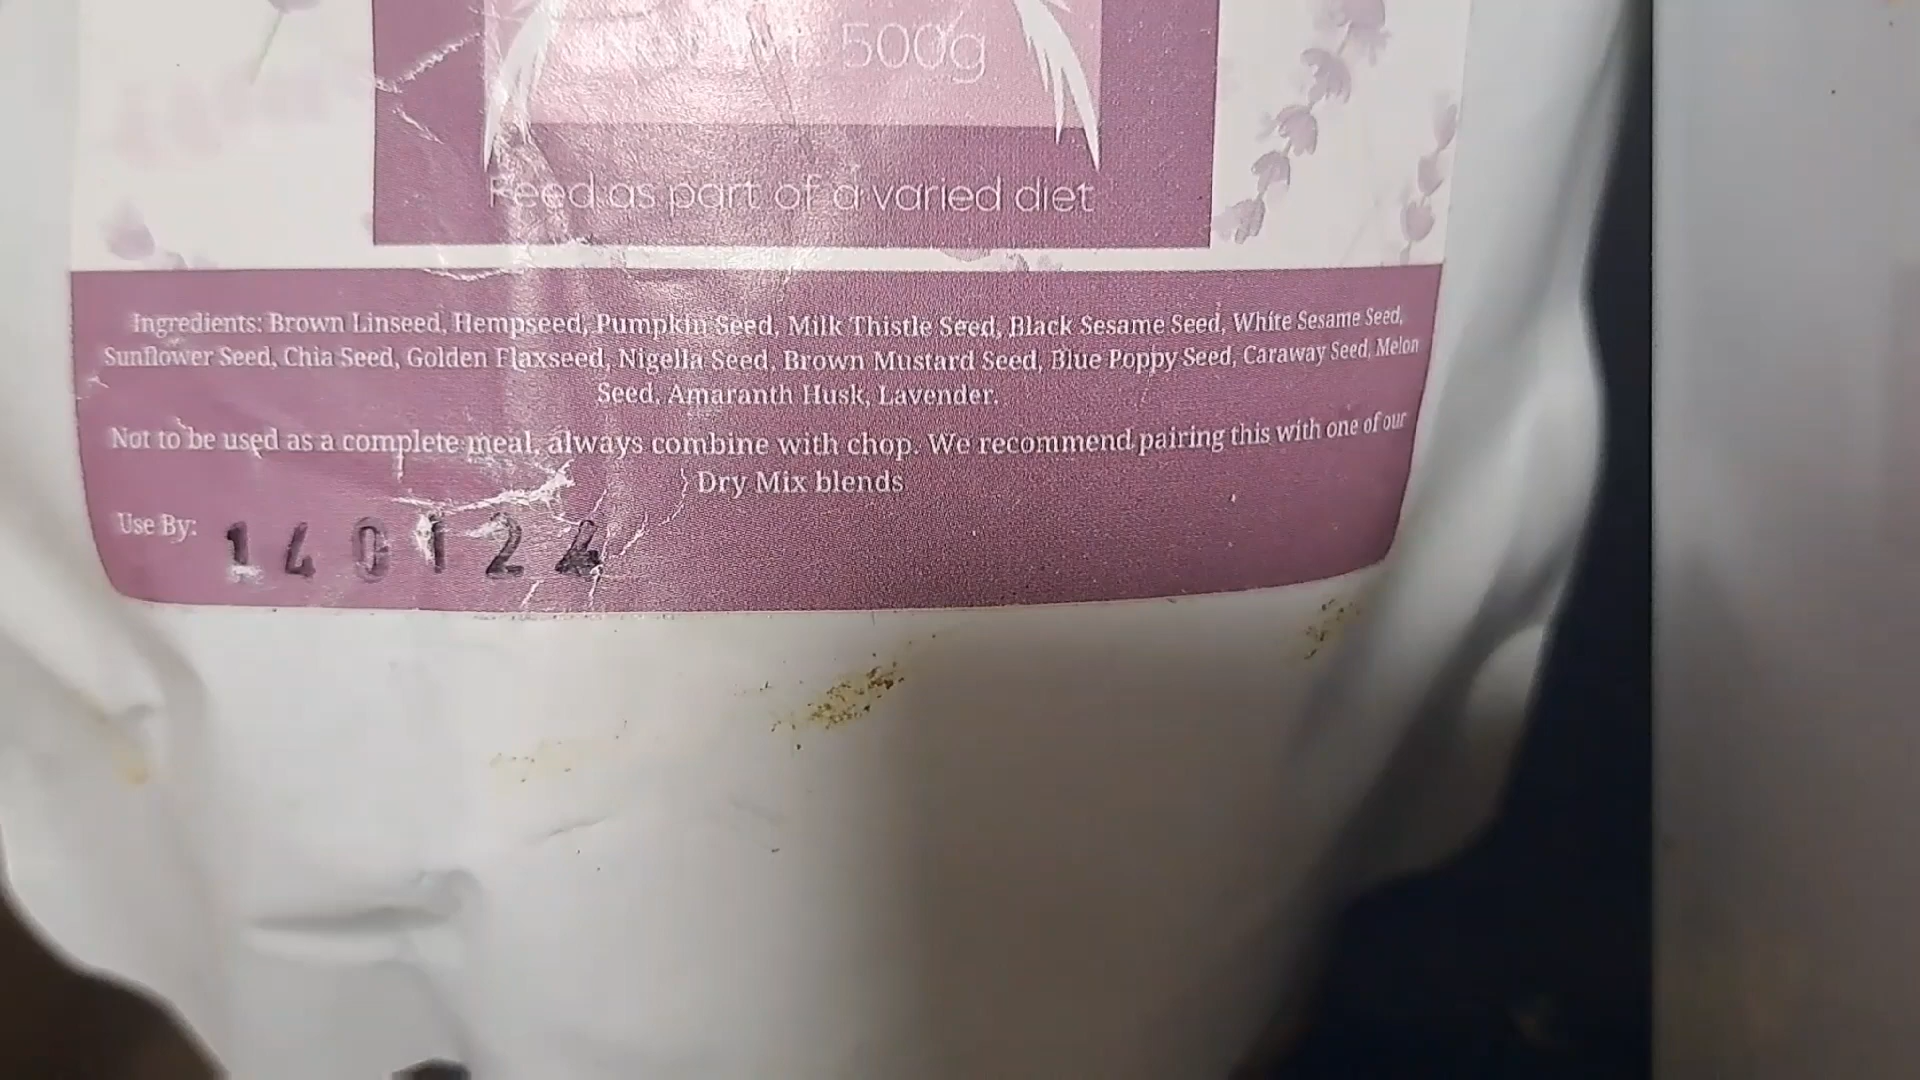 Net Wt. 500g
Feed as part of a varied diet
Ingredients: Brown Linseed, Hempseed, Pumpkin Seed, Milk Thistle Seed, Black Sesame Seed, White Sesame Seed,
Sunflower Seed, Chia Seed, Golden Flaxseed, Nigella Seed, Brown Mustard Seed, Blue Poppy Seed, Caraway Seed, Melon
Seed, Amaranth Husk, Lavender.
Not to be used as a complete meal, always combine with chop. We recommend pairing this with one of our
Dry Mix blends
Use By: 140124